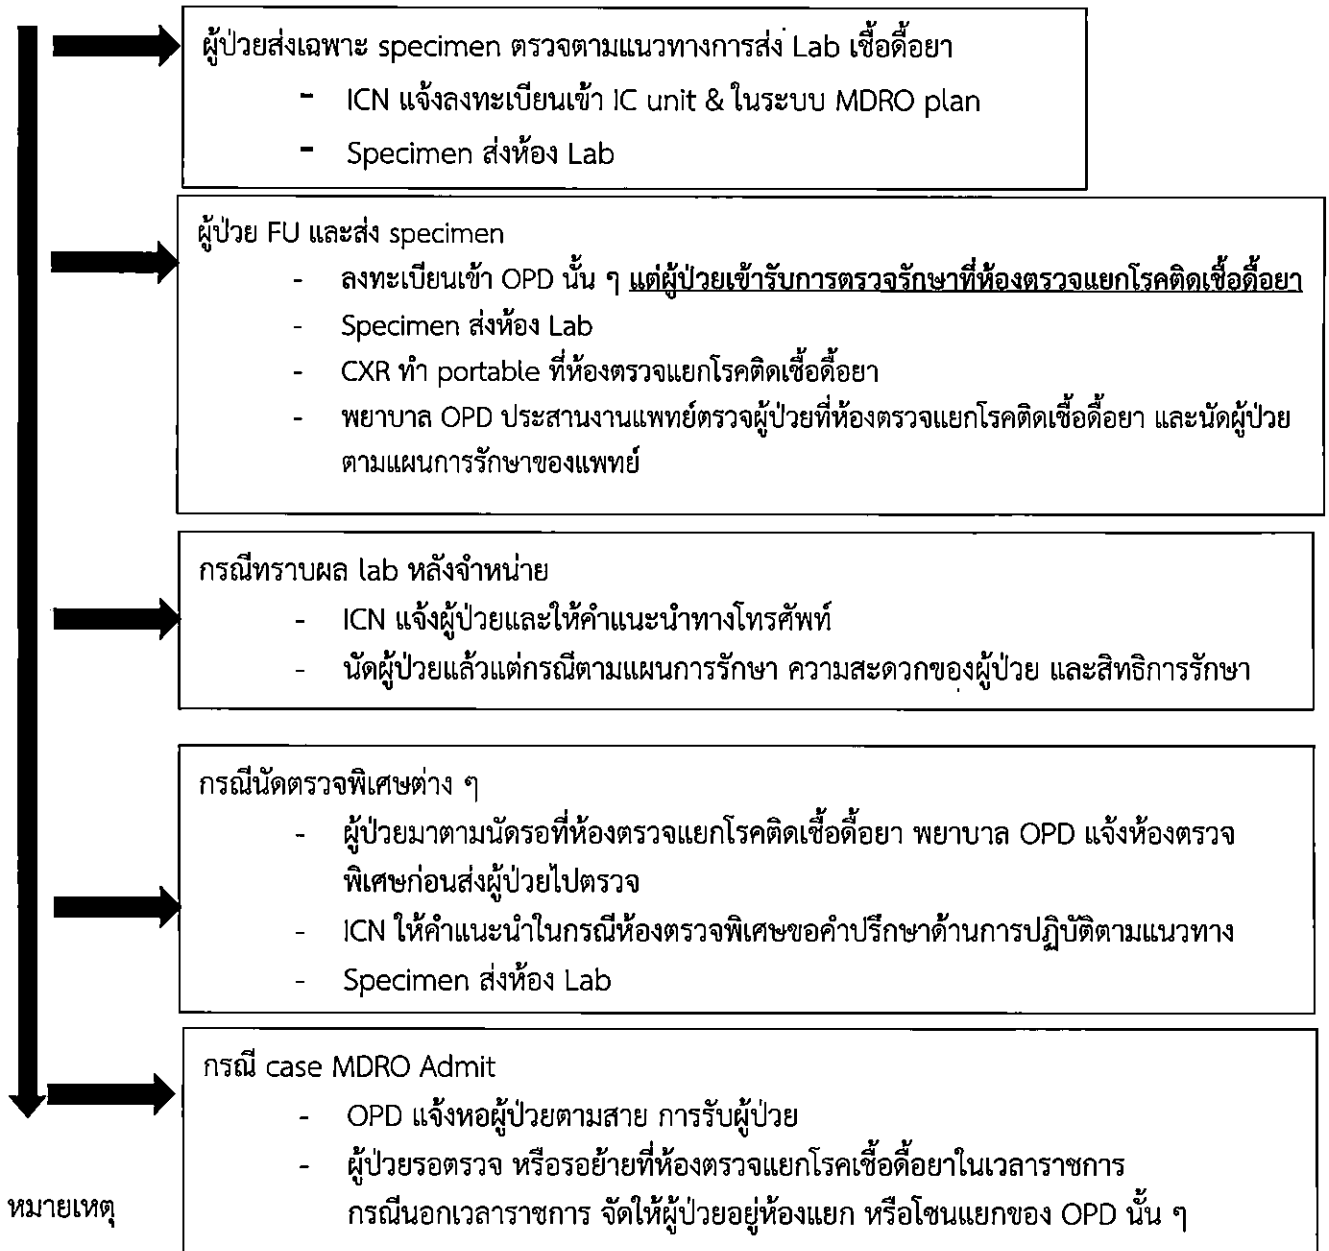 ผู้ป่วยส่งเฉพาะ specimen ตรวจตามแนวทางการส่ง Lab เชื้อดื้อยา
- ICN แจ้งลงทะเบียนเข้า IC unit & ในระบบ MDRO plan
- Specimen ส่งห้อง Lab
ผู้ป่วย FU และส่ง specimen
- ลงทะเบียนเข้า OPD นั้น ๆ แต่ผู้ป่วยเข้ารับการตรวจรักษาที่ห้องตรวจแยกโรคติดเชื้อดื้อยา
- Specimen ส่งห้อง Lab
- CXR ทำ portable ที่ห้องตรวจแยกโรคติดเชื้อดื้อยา
- พยาบาล OPD ประสานงานแพทย์ตรวจผู้ป่วยที่ห้องตรวจแยกโรคติดเชื้อดื้อยา และนัดผู้ป่วย
ตามแผนการรักษาของแพทย์
กรณีทราบผล lab หลังจำหน่าย
- ICN แจ้งผู้ป่วยและให้คำแนะนำทางโทรศัพท์
- นัดผู้ป่วยแล้วแต่กรณีตามแผนการรักษา ความสะดวกของผู้ป่วย และสิทธิการรักษา
กรณีนัดตรวจพิเศษต่าง ๆ
- ผู้ป่วยมาตามนัดรอที่ห้องตรวจแยกโรคติดเชื้อดื้อยา พยาบาล OPD แจ้งห้องตรวจ
พิเศษก่อนส่งผู้ป่วยไปตรวจ
- ICN ให้คำแนะนำในกรณีห้องตรวจพิเศษขอคำปรึกษาด้านการปฏิบัติตามแนวทาง
- Specimen ส่งห้อง Lab
กรณี case MDRO Admit
- OPD แจ้งหอผู้ป่วยตามสาย การรับผู้ป่วย
- ผู้ป่วยรอตรวจ หรือรอย้ายที่ห้องตรวจแยกโรคเชื้อดื้อยาในเวลาราชการ
กรณีนอกเวลาราชการ จัดให้ผู้ป่วยอยู่ห้องแยก หรือโซนแยกของ OPD นั้น ๆ
หมายเหตุ